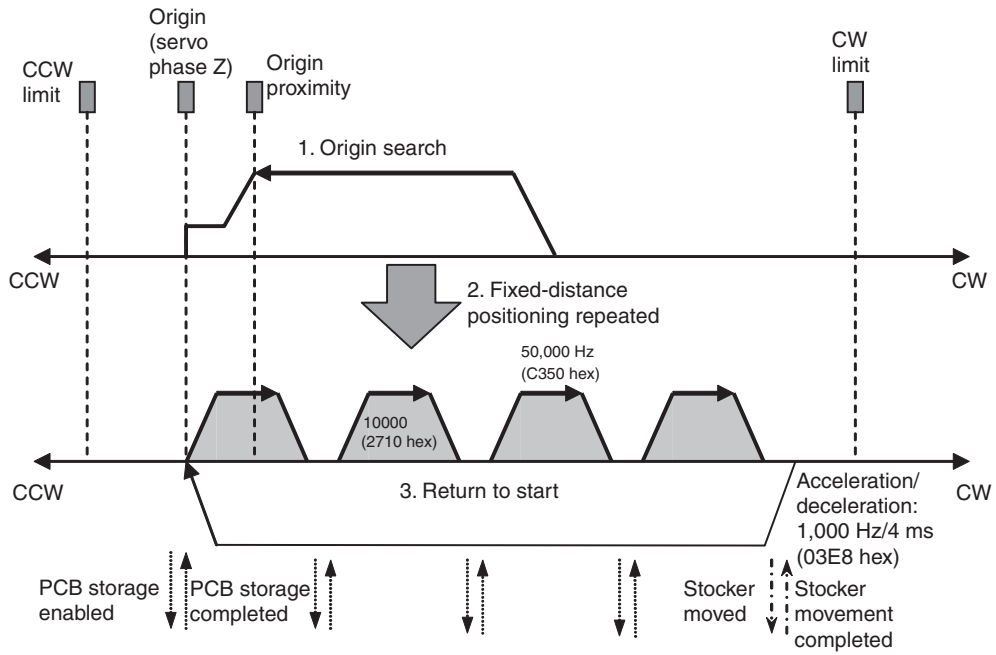 Origin
(servo
phase Z)
CCW
limit
Origin
proximity
CW
limit
1. Origin search
CCW
CW
2. Fixed-distance
positioning repeated
50,000 Hz
(C350 hex)
10000
(2710 hex)
CCW
3. Return to start
CW
Acceleration/
deceleration:
1,000 Hz/4 ms
(03E8 hex)
PCB storage
enabled
PCB storage
completed
Stocker
moved
Stocker
movement
completed